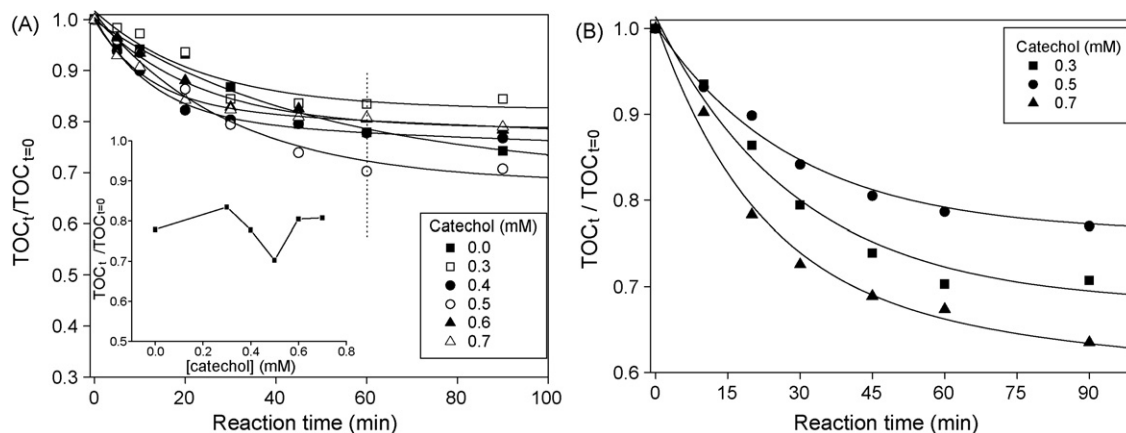 (A)
1.0
0.9
0.8
0.7
0.6
0.5
0.4
0.3
TOCt/TOCt=0
0 20 40 60 80 100
Reaction time (min)
1.0
0.9
0.8
0.7
0.8
0.5
TOCt /TOCt=0
0.0 0.2 0.4 0.6 0.8
[catechol] (mM)
Catechol (mM)
0.0
0.3
0.4
0.5
0.6
0.7
(B)
1.0
0.9
0.8
0.7
0.6
TOCt / TOCt=0
0 15 30 45 60 75 90
Reaction time (min)
Catechol (mM)
0.3
0.5
0.7